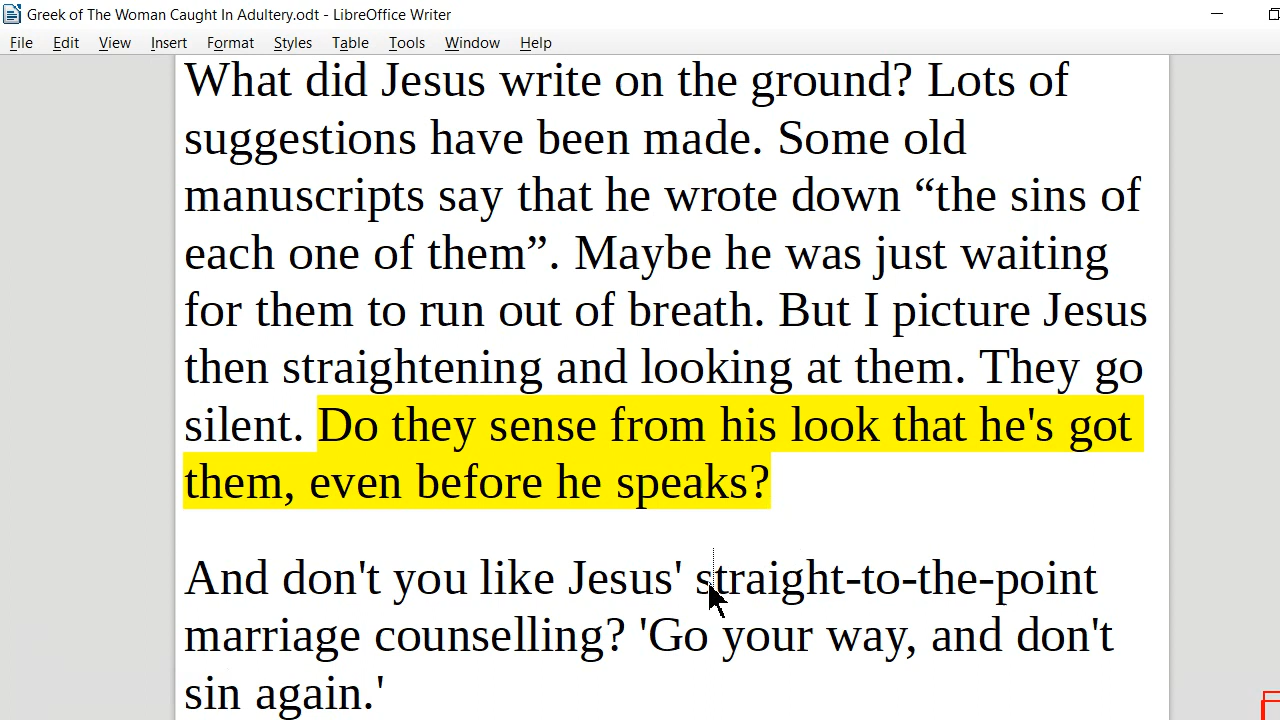 Greek of The Woman Caught In Adultery.odt - LibreOffice Writer
File Edit View Insert Format Styles Table Tools Window Help
What did Jesus write on the ground? Lots of
suggestions have been made. Some old
manuscripts say that he wrote down “the sins of
each one of them”. Maybe he was just waiting
for them to run out of breath. But I picture Jesus
then straightening and looking at them. They go
silent. Do they sense from his look that he's got
them, even before he speaks?
And don't you like Jesus' straight-to-the-point
marriage counselling? 'Go your way, and don't
sin again.'